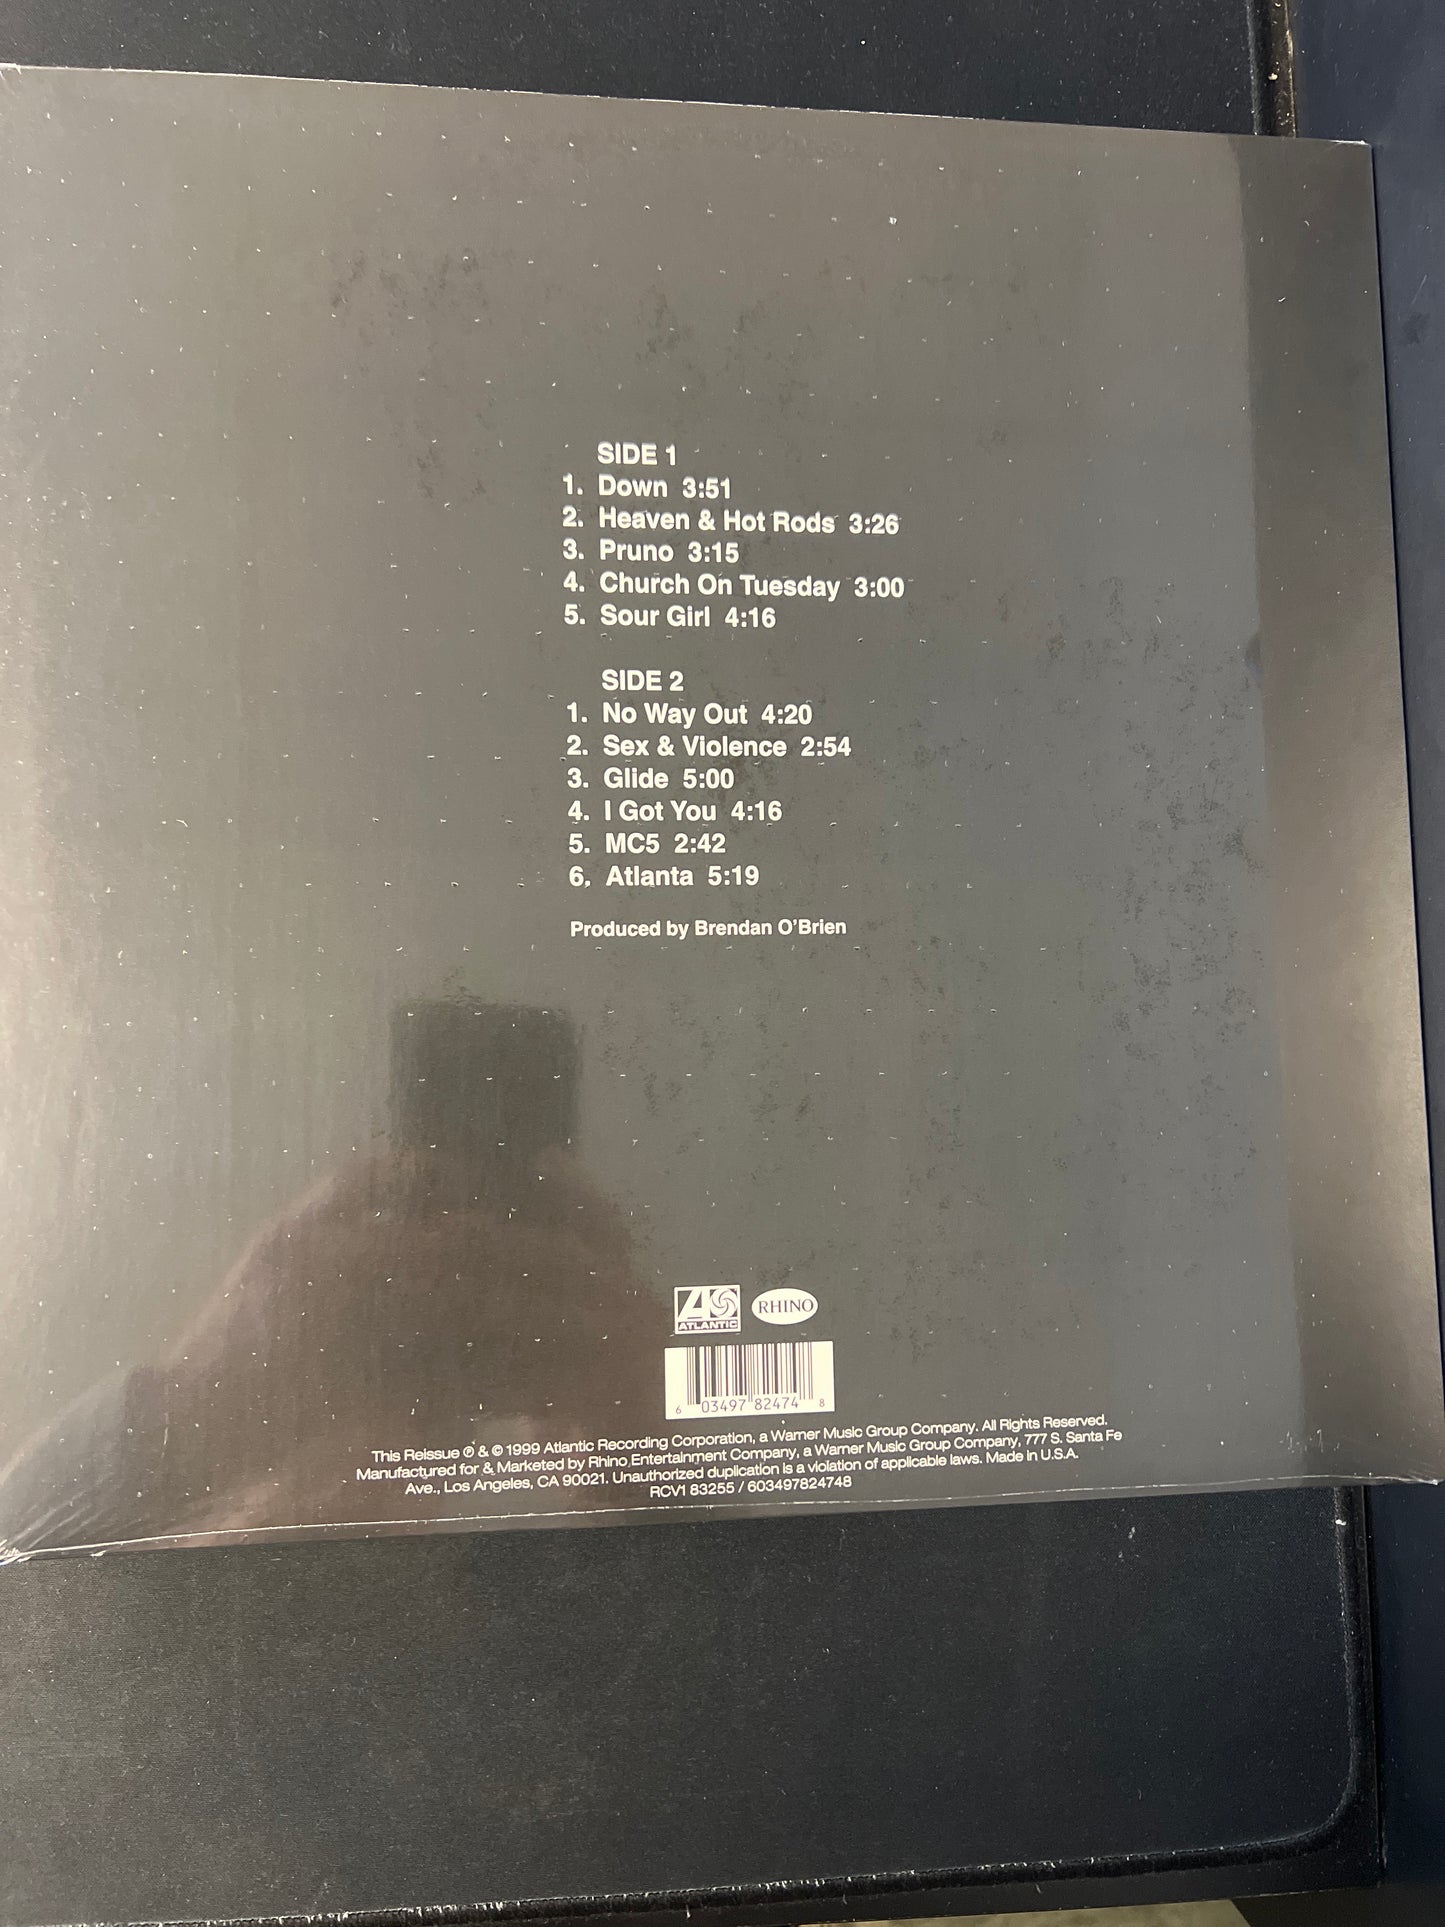 SIDE 1
1. Down 3:51
2. Heaven & Hot Rods 3:26
3. Pruno 3:15
4. Church On Tuesday 3:00
5. Sour Girl 4:16
SIDE 2
1. No Way Out 4:20
2. Sex & Violence 2:54
3. Glide 5:00
4. I Got You 4:16
5. MC5 2:42
6. Atlanta 5:19
Produced by Brendan O'Brien
ATLANTIC
RHINO
6 03497 82474 8
This Reissue ℗ & © 1999 Atlantic Recording Corporation, a Warner Music Group Company. All Rights Reserved.
Manufactured for & Marketed by Rhino Entertainment Company, a Warner Music Group Company, 777 S. Santa Fe
Ave., Los Angeles, CA 90021. Unauthorized duplication is a violation of applicable laws. Made in U.S.A.
RCV1 83255 / 603497824748